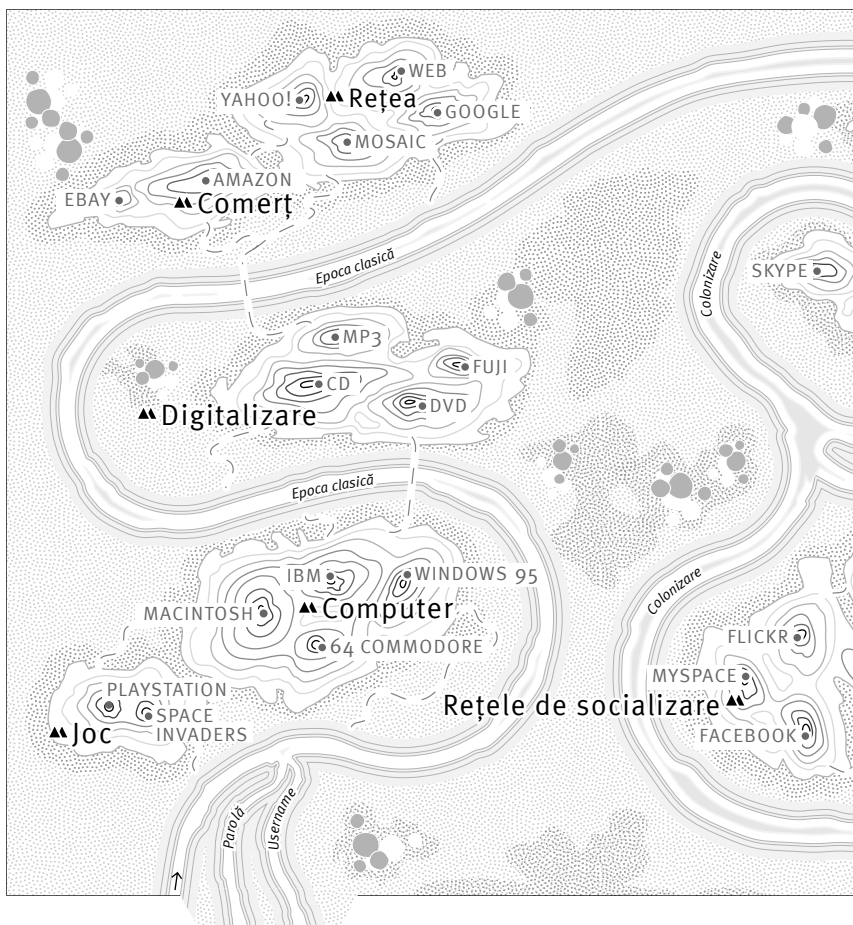 WEB
YAHOO!
Rețea
GOOGLE
MOSAIC
AMAZON
EBAY
Comerț
Epoca clasică
Colonizare
SKYPE
MP3
FUJI
CD
DVD
Digitalizare
Epoca clasică
IBM
WINDOWS 95
Colonizare
MACINTOSH
Computer
64 COMMODORE
FLICKR
MYSPACE
PLAYSTATION
Rețele de socializare
SPACE
INVADERS
Joc
FACEBOOK
Parolă
Username